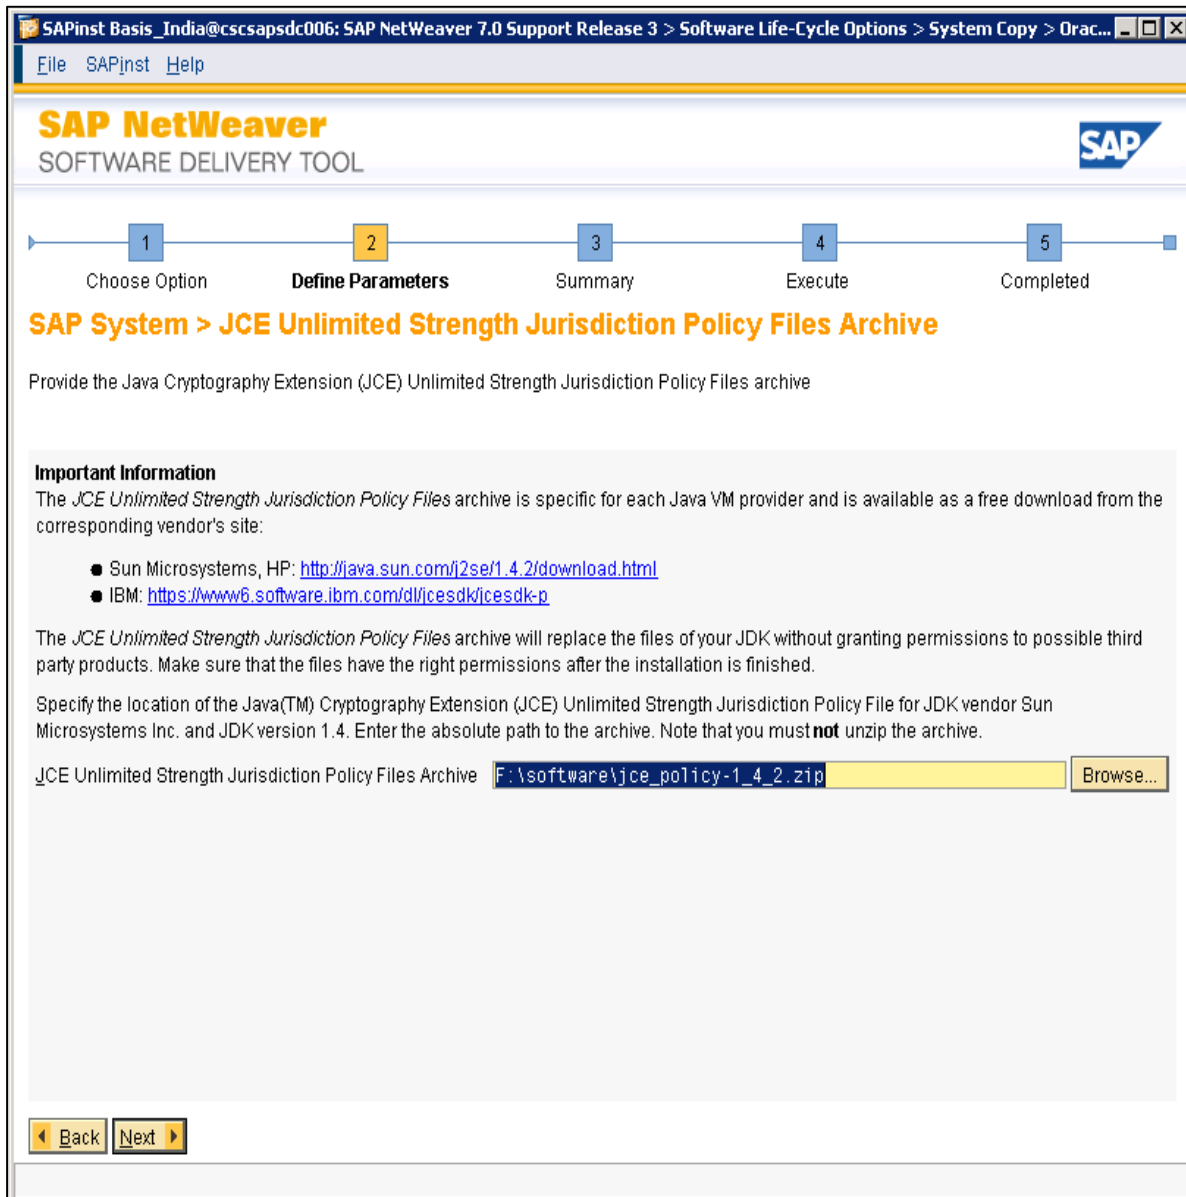 SAPinst Basis_India@cscsapsdc006: SAP NetWeaver 7.0 Support Release 3 > Software Life-Cycle Options > System Copy > Orac...
File SAPinst Help
SAP NetWeaver
SOFTWARE DELIVERY TOOL
SAP
1 2 3 4 5
Choose Option Define Parameters Summary Execute Completed
SAP System > JCE Unlimited Strength Jurisdiction Policy Files Archive
Provide the Java Cryptography Extension (JCE) Unlimited Strength Jurisdiction Policy Files archive
Important Information
The JCE Unlimited Strength Jurisdiction Policy Files archive is specific for each Java VM provider and is available as a free download from the
corresponding vendor's site:
● Sun Microsystems, HP: http://java.sun.com/j2se/1.4.2/download.html
● IBM: https://www6.software.ibm.com/dl/jcesdk/jcesdk-p
The JCE Unlimited Strength Jurisdiction Policy Files archive will replace the files of your JDK without granting permissions to possible third
party products. Make sure that the files have the right permissions after the installation is finished.
Specify the location of the Java(TM) Cryptography Extension (JCE) Unlimited Strength Jurisdiction Policy File for JDK vendor Sun
Microsystems Inc. and JDK version 1.4. Enter the absolute path to the archive. Note that you must not unzip the archive.
JCE Unlimited Strength Jurisdiction Policy Files Archive F:\software\jce_policy-1_4_2.zip Browse...
Back Next